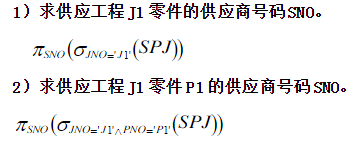 1）求供应工程J1零件的供应商号码SNO。
π_SNO(σ_JNO='J1'(SPJ))
2）求供应工程J1零件P1的供应商号码SNO。
π_SNO(σ_JNO='J1'∧PNO='P1'(SPJ))